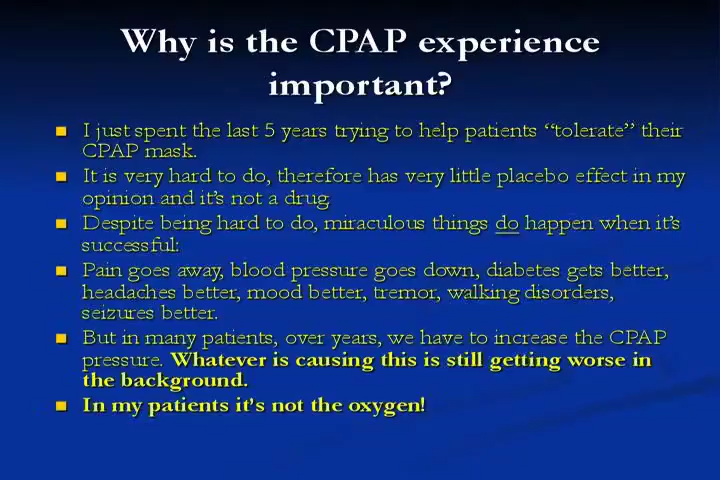 Why is the CPAP experience
important?
I just spent the last 5 years trying to help patients “tolerate” their
CPAP mask.
It is very hard to do, therefore has very little placebo effect in my
opinion and it’s not a drug
Despite being hard to do, miraculous things do happen when it’s
successful:
Pain goes away, blood pressure goes down, diabetes gets better,
headaches better, mood better, tremor, walking disorders,
seizures better.
But in many patients, over years, we have to increase the CPAP
pressure. Whatever is causing this is still getting worse in
the background.
In my patients it’s not the oxygen!